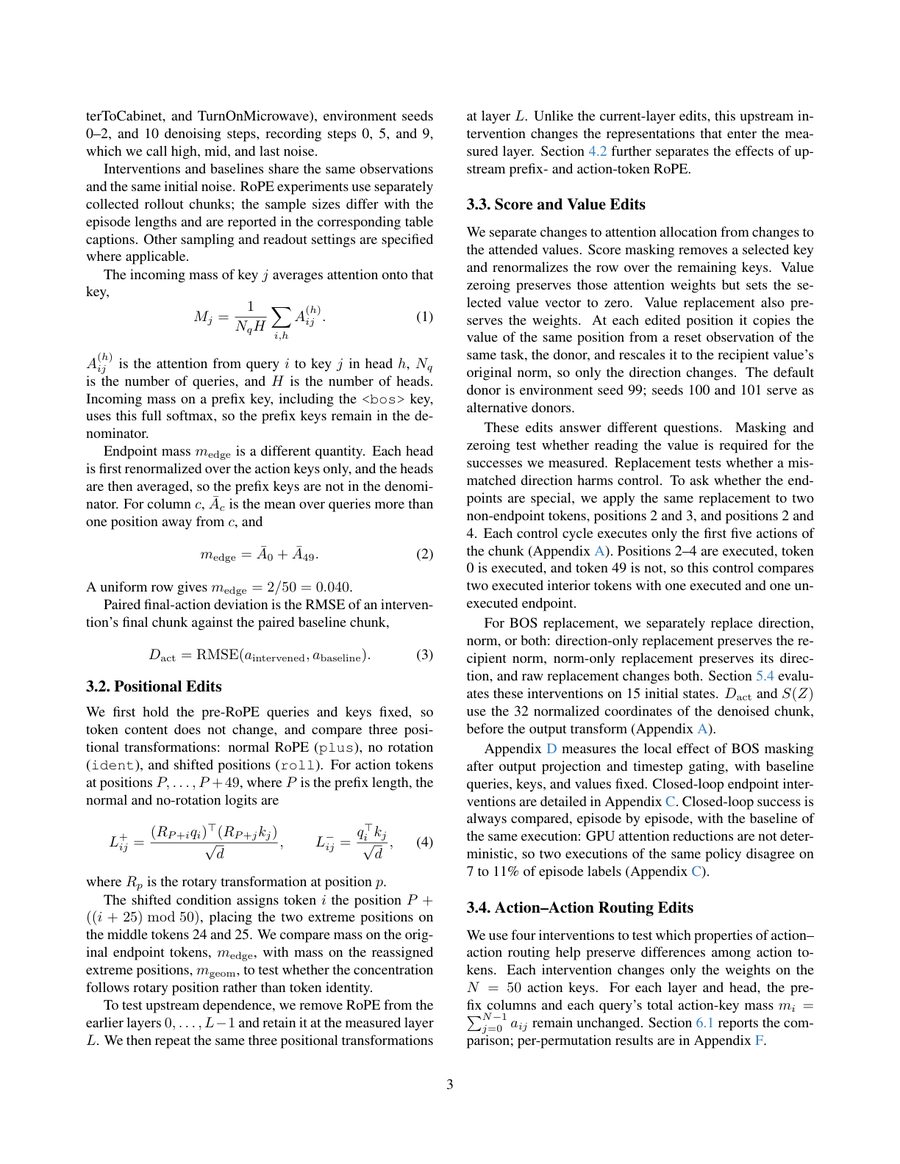 terToCabinet, and TurnOnMicrowave), environment seeds
0–2, and 10 denoising steps, recording steps 0, 5, and 9,
which we call high, mid, and last noise.
Interventions and baselines share the same observations
and the same initial noise. RoPE experiments use separately
collected rollout chunks; the sample sizes differ with the
episode lengths and are reported in the corresponding table
captions. Other sampling and readout settings are specified
where applicable.
The incoming mass of key j averages attention onto that
key,
M_j = \frac{1}{N_q H} \sum_{i,h} A_{ij}^{(h)}. (1)
A_{ij}^{(h)} is the attention from query i to key j in head h, N_q
is the number of queries, and H is the number of heads.
Incoming mass on a prefix key, including the <bos> key,
uses this full softmax, so the prefix keys remain in the de-
nominator.
Endpoint mass m_{edge} is a different quantity. Each head
is first renormalized over the action keys only, and the heads
are then averaged, so the prefix keys are not in the denomi-
nator. For column c, \bar{A}_c is the mean over queries more than
one position away from c, and
m_{edge} = \bar{A}_0 + \bar{A}_{49}. (2)
A uniform row gives m_{edge} = 2/50 = 0.040.
Paired final-action deviation is the RMSE of an interven-
tion's final chunk against the paired baseline chunk,
D_{act} = RMSE(a_{intervened}, a_{baseline}). (3)
3.2. Positional Edits
We first hold the pre-RoPE queries and keys fixed, so
token content does not change, and compare three posi-
tional transformations: normal RoPE (plus), no rotation
(ident), and shifted positions (roll). For action tokens
at positions P, . . . , P + 49, where P is the prefix length, the
normal and no-rotation logits are
L_{ij}^{+} = \frac{(R_{P+i} q_i)^\top (R_{P+j} k_j)}{\sqrt{d}}, L_{ij}^{-} = \frac{q_i^\top k_j}{\sqrt{d}}, (4)
where R_p is the rotary transformation at position p.
The shifted condition assigns token i the position P +
((i + 25) mod 50), placing the two extreme positions on
the middle tokens 24 and 25. We compare mass on the orig-
inal endpoint tokens, m_{edge}, with mass on the reassigned
extreme positions, m_{geom}, to test whether the concentration
follows rotary position rather than token identity.
To test upstream dependence, we remove RoPE from the
earlier layers 0, . . . , L−1 and retain it at the measured layer
L. We then repeat the same three positional transformations
at layer L. Unlike the current-layer edits, this upstream in-
tervention changes the representations that enter the mea-
sured layer. Section 4.2 further separates the effects of up-
stream prefix- and action-token RoPE.
3.3. Score and Value Edits
We separate changes to attention allocation from changes to
the attended values. Score masking removes a selected key
and renormalizes the row over the remaining keys. Value
zeroing preserves those attention weights but sets the se-
lected value vector to zero. Value replacement also pre-
serves the weights. At each edited position it copies the
value of the same position from a reset observation of the
same task, the donor, and rescales it to the recipient value's
original norm, so only the direction changes. The default
donor is environment seed 99; seeds 100 and 101 serve as
alternative donors.
These edits answer different questions. Masking and
zeroing test whether reading the value is required for the
successes we measured. Replacement tests whether a mis-
matched direction harms control. To ask whether the end-
points are special, we apply the same replacement to two
non-endpoint tokens, positions 2 and 3, and positions 2 and
4. Each control cycle executes only the first five actions of
the chunk (Appendix A). Positions 2–4 are executed, token
0 is executed, and token 49 is not, so this control compares
two executed interior tokens with one executed and one un-
executed endpoint.
For BOS replacement, we separately replace direction,
norm, or both: direction-only replacement preserves the re-
cipient norm, norm-only replacement preserves its direc-
tion, and raw replacement changes both. Section 5.4 evalu-
ates these interventions on 15 initial states. D_{act} and S(Z)
use the 32 normalized coordinates of the denoised chunk,
before the output transform (Appendix A).
Appendix D measures the local effect of BOS masking
after output projection and timestep gating, with baseline
queries, keys, and values fixed. Closed-loop endpoint inter-
ventions are detailed in Appendix C. Closed-loop success is
always compared, episode by episode, with the baseline of
the same execution: GPU attention reductions are not deter-
ministic, so two executions of the same policy disagree on
7 to 11% of episode labels (Appendix C).
3.4. Action–Action Routing Edits
We use four interventions to test which properties of action–
action routing help preserve differences among action to-
kens. Each intervention changes only the weights on the
N = 50 action keys. For each layer and head, the pre-
fix columns and each query's total action-key mass m_i =
\sum_{j=0}^{N-1} a_{ij} remain unchanged. Section 6.1 reports the com-
parison; per-permutation results are in Appendix F.
3